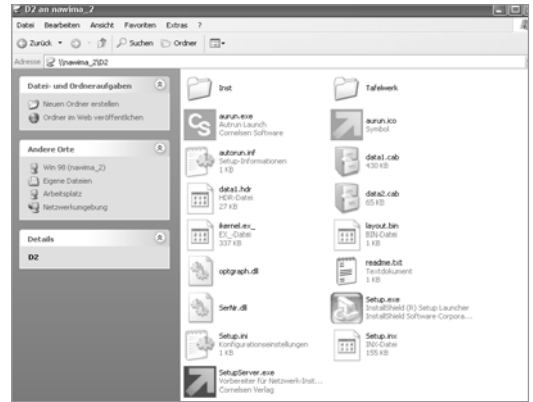 D2 an nawima_2
Datei Bearbeiten Ansicht Favoriten Extras ?
Zurück Suchen Ordner
Adresse \\nawima_2\D2
Datei- und Ordneraufgaben
Neuen Ordner erstellen
Ordner im Web veröffentlichen
Andere Orte
Win 98 (nawima_2)
Eigene Dateien
Arbeitsplatz
Netzwerkumgebung
Details
D2
Inst
Tafelwerk
aurun.exe
Autrun Launch
Cornelsen Software
aurun.ico
Symbol
autorun.inf
Setup-Informationen
1 KB
data1.cab
430 KB
data1.hdr
HDR-Datei
27 KB
data2.cab
65 KB
ikernel.ex_
EX_-Datei
337 KB
layout.bin
BIN-Datei
1 KB
optgraph.dll
readme.txt
Textdokument
1 KB
SerNr.dll
Setup.exe
InstallShield (R) Setup Launcher
InstallShield Software Corpora...
Setup.ini
Konfigurationseinstellungen
1 KB
Setup.inx
INX-Datei
155 KB
SetupServer.exe
Vorbereiter für Netzwerk-Inst...
Cornelsen Verlag